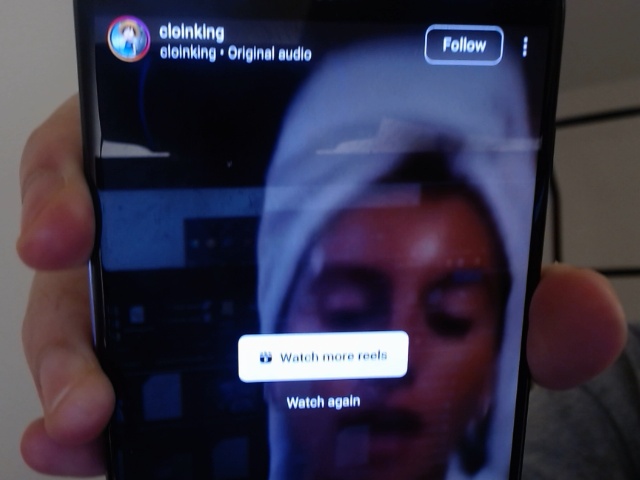 cloinking
cloinking • Original audio
Follow
Watch more reels
Watch again